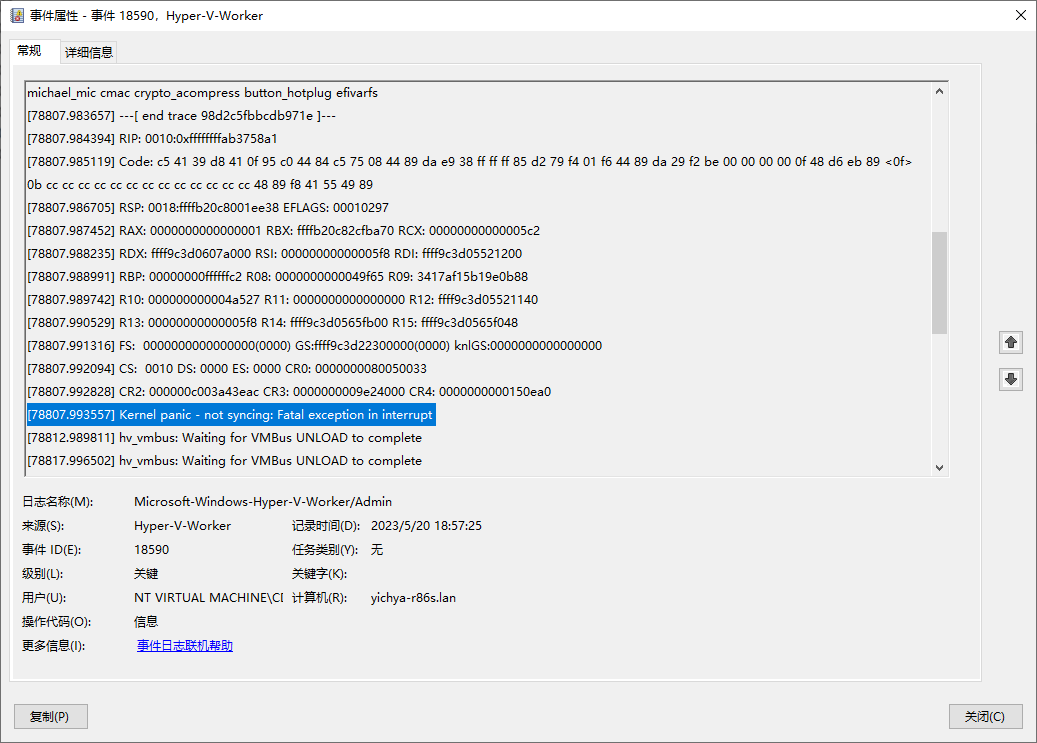 事件属性 - 事件 18590，Hyper-V-Worker
常规
详细信息
michael_mic cmac crypto_acompress button_hotplug efivarfs
[78807.983657] ---[ end trace 98d2c5fbbcdb971e ]---
[78807.984394] RIP: 0010:0xffffffffab3758a1
[78807.985119] Code: c5 41 39 d8 41 0f 95 c0 44 84 c5 75 08 44 89 da e9 38 ff ff ff 85 d2 79 f4 01 f6 44 89 da 29 f2 be 00 00 00 00 0f 48 d6 eb 89 <0f>
0b cc cc cc cc cc cc cc cc cc cc cc cc cc 48 89 f8 41 55 49 89
[78807.986705] RSP: 0018:ffffb20c8001ee38 EFLAGS: 00010297
[78807.987452] RAX: 0000000000000001 RBX: ffffb20c82cfba70 RCX: 00000000000005c2
[78807.988235] RDX: ffff9c3d0607a000 RSI: 00000000000005f8 RDI: ffff9c3d05521200
[78807.988991] RBP: 00000000ffffffc2 R08: 0000000000049f65 R09: 3417af15b19e0b88
[78807.989742] R10: 000000000004a527 R11: 0000000000000000 R12: ffff9c3d05521140
[78807.990529] R13: 00000000000005f8 R14: ffff9c3d0565fb00 R15: ffff9c3d0565f048
[78807.991316] FS:  0000000000000000(0000) GS:ffff9c3d22300000(0000) knlGS:0000000000000000
[78807.992094] CS:  0010 DS: 0000 ES: 0000 CR0: 0000000080050033
[78807.992828] CR2: 000000c003a43eac CR3: 0000000009e24000 CR4: 0000000000150ea0
[78807.993557] Kernel panic - not syncing: Fatal exception in interrupt
[78812.989811] hv_vmbus: Waiting for VMBus UNLOAD to complete
[78817.996502] hv_vmbus: Waiting for VMBus UNLOAD to complete
日志名称(M): Microsoft-Windows-Hyper-V-Worker/Admin
来源(S): Hyper-V-Worker 记录时间(D): 2023/5/20 18:57:25
事件 ID(E): 18590 任务类别(Y): 无
级别(L): 关键 关键字(K):
用户(U): NT VIRTUAL MACHINE\CD 计算机(R): yichya-r86s.lan
操作代码(O): 信息
更多信息(I): 事件日志联机帮助
复制(P) 关闭(C)